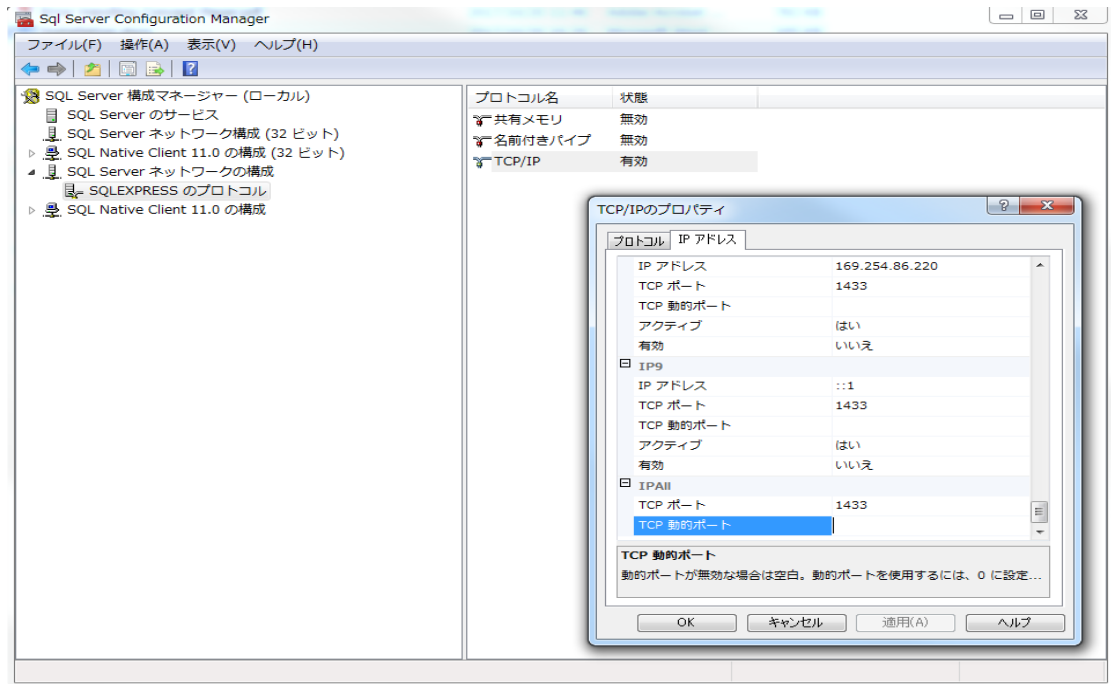 Sql Server Configuration Manager
ファイル(F) 操作(A) 表示(V) ヘルプ(H)
SQL Server 構成マネージャー (ローカル)
SQL Server のサービス
SQL Server ネットワーク構成 (32 ビット)
SQL Native Client 11.0 の構成 (32 ビット)
SQL Server ネットワークの構成
SQLEXPRESS のプロトコル
SQL Native Client 11.0 の構成
プロトコル名 状態
共有メモリ 無効
名前付きパイプ 無効
TCP/IP 有効
TCP/IPのプロパティ
プロトコル IP アドレス
IP アドレス 169.254.86.220
TCP ポート 1433
TCP 動的ポート
アクティブ はい
有効 いいえ
IP9
IP アドレス ::1
TCP ポート 1433
TCP 動的ポート
アクティブ はい
有効 いいえ
IPAll
TCP ポート 1433
TCP 動的ポート
TCP 動的ポート
動的ポートが無効な場合は空白。動的ポートを使用するには、0 に設定...
OK キャンセル 適用(A) ヘルプ